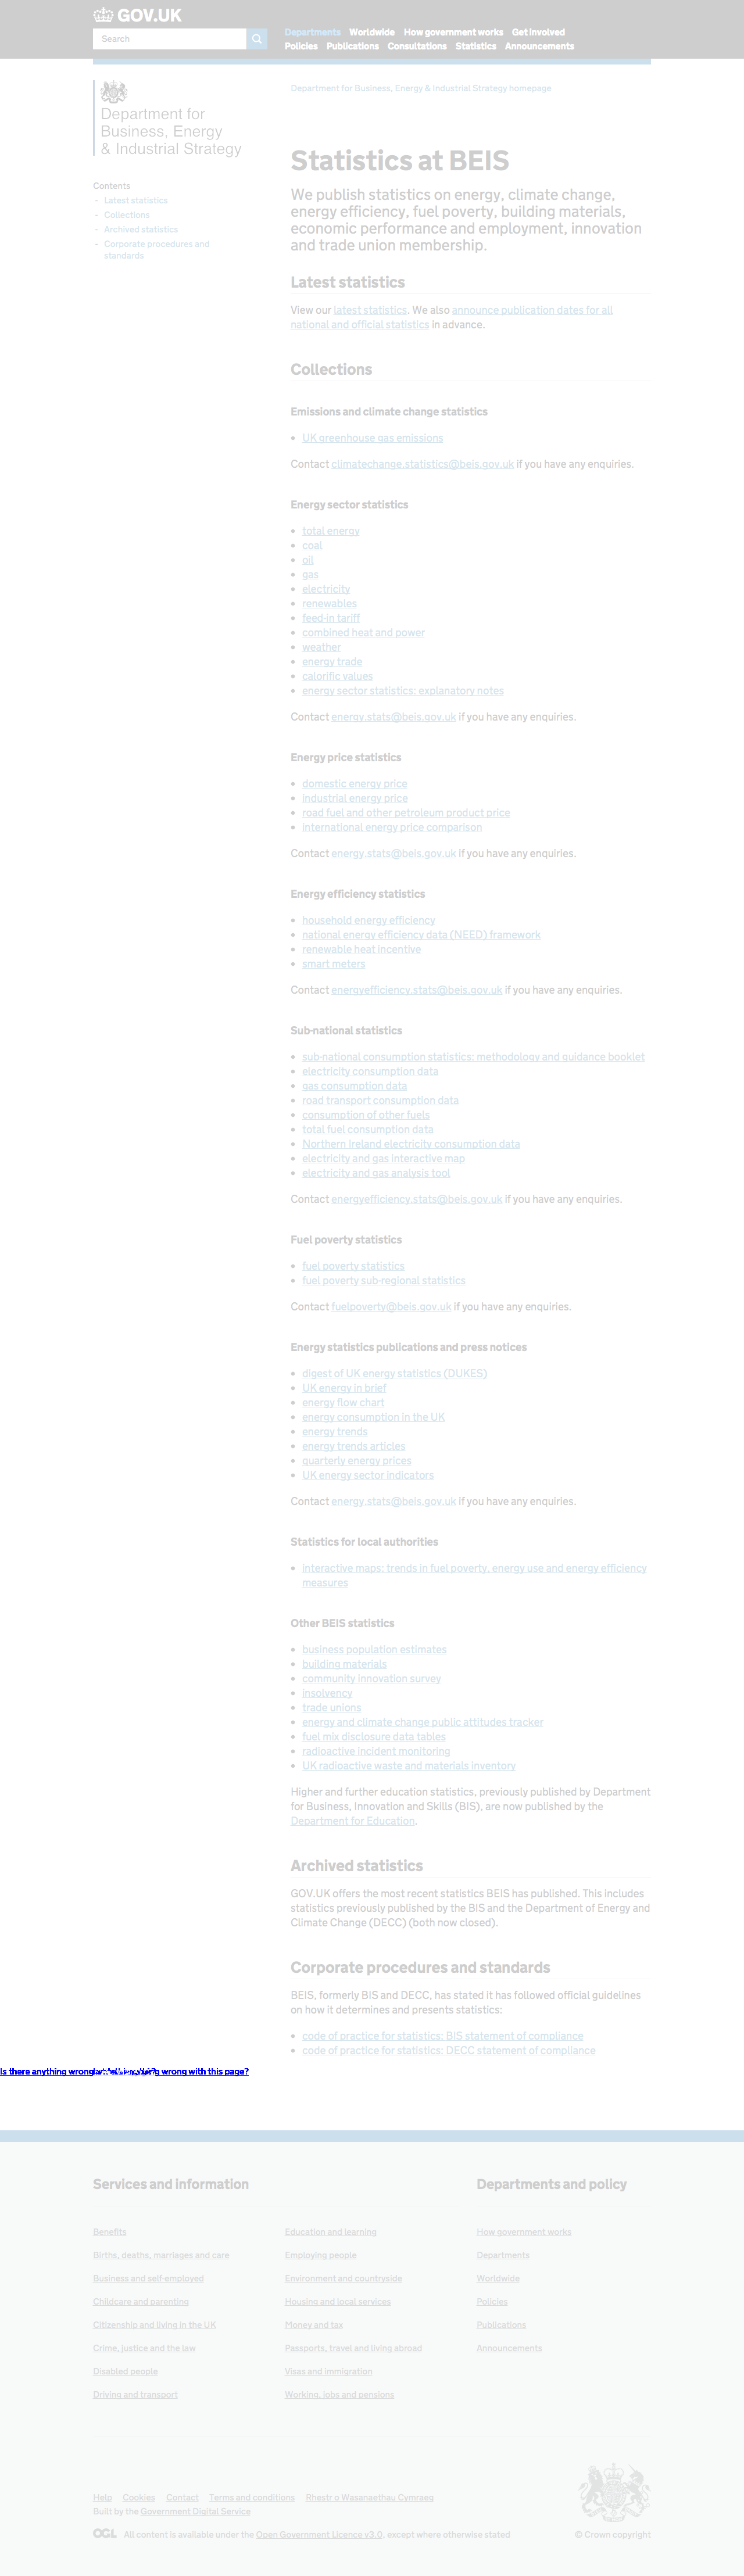 GOV.UK
Search
Departments Worldwide How government works Get involved
Policies Publications Consultations Statistics Announcements
Department for Business, Energy & Industrial Strategy homepage
Department for
Business, Energy
& Industrial Strategy
Contents
Latest statistics
Collections
Archived statistics
Corporate procedures and
standards
Statistics at BEIS
We publish statistics on energy, climate change,
energy efficiency, fuel poverty, building materials,
economic performance and employment, innovation
and trade union membership.
Latest statistics
View our latest statistics. We also announce publication dates for all
national and official statistics in advance.
Collections
Emissions and climate change statistics
UK greenhouse gas emissions
Contact climatechange.statistics@beis.gov.uk if you have any enquiries.
Energy sector statistics
total energy
coal
oil
gas
electricity
renewables
feed-in tariff
combined heat and power
weather
energy trade
calorific values
energy sector statistics: explanatory notes
Contact energy.stats@beis.gov.uk if you have any enquiries.
Energy price statistics
domestic energy price
industrial energy price
road fuel and other petroleum product price
international energy price comparison
Contact energy.stats@beis.gov.uk if you have any enquiries.
Energy efficiency statistics
household energy efficiency
national energy efficiency data (NEED) framework
renewable heat incentive
smart meters
Contact energyefficiency.stats@beis.gov.uk if you have any enquiries.
Sub-national statistics
sub-national consumption statistics: methodology and guidance booklet
electricity consumption data
gas consumption data
road transport consumption data
consumption of other fuels
total fuel consumption data
Northern Ireland electricity consumption data
electricity and gas interactive map
electricity and gas analysis tool
Contact energyefficiency.stats@beis.gov.uk if you have any enquiries.
Fuel poverty statistics
fuel poverty statistics
fuel poverty sub-regional statistics
Contact fuelpoverty@beis.gov.uk if you have any enquiries.
Energy statistics publications and press notices
digest of UK energy statistics (DUKES)
UK energy in brief
energy flow chart
energy consumption in the UK
energy trends
energy trends articles
quarterly energy prices
UK energy sector indicators
Contact energy.stats@beis.gov.uk if you have any enquiries.
Statistics for local authorities
interactive maps: trends in fuel poverty, energy use and energy efficiency
measures
Other BEIS statistics
business population estimates
building materials
community innovation survey
insolvency
trade unions
energy and climate change public attitudes tracker
fuel mix disclosure data tables
radioactive incident monitoring
UK radioactive waste and materials inventory
Higher and further education statistics, previously published by Department
for Business, Innovation and Skills (BIS), are now published by the
Department for Education.
Archived statistics
GOV.UK offers the most recent statistics BEIS has published. This includes
statistics previously published by the BIS and the Department of Energy and
Climate Change (DECC) (both now closed).
Corporate procedures and standards
BEIS, formerly BIS and DECC, has stated it has followed official guidelines
on how it determines and presents statistics:
code of practice for statistics: BIS statement of compliance
code of practice for statistics: DECC statement of compliance
Is there anything wrong wrong with this page?
Services and information
Departments and policy
Benefits
Births, deaths, marriages and care
Business and self-employed
Childcare and parenting
Citizenship and living in the UK
Crime, justice and the law
Disabled people
Driving and transport
Education and learning
Employing people
Environment and countryside
Housing and local services
Money and tax
Passports, travel and living abroad
Visas and immigration
Working, jobs and pensions
How government works
Departments
Worldwide
Policies
Publications
Announcements
Help Cookies Contact Terms and conditions Rhestr o Wasanaethau Cymraeg
Built by the Government Digital Service
OGL All content is available under the Open Government Licence v3.0, except where otherwise stated
© Crown copyright